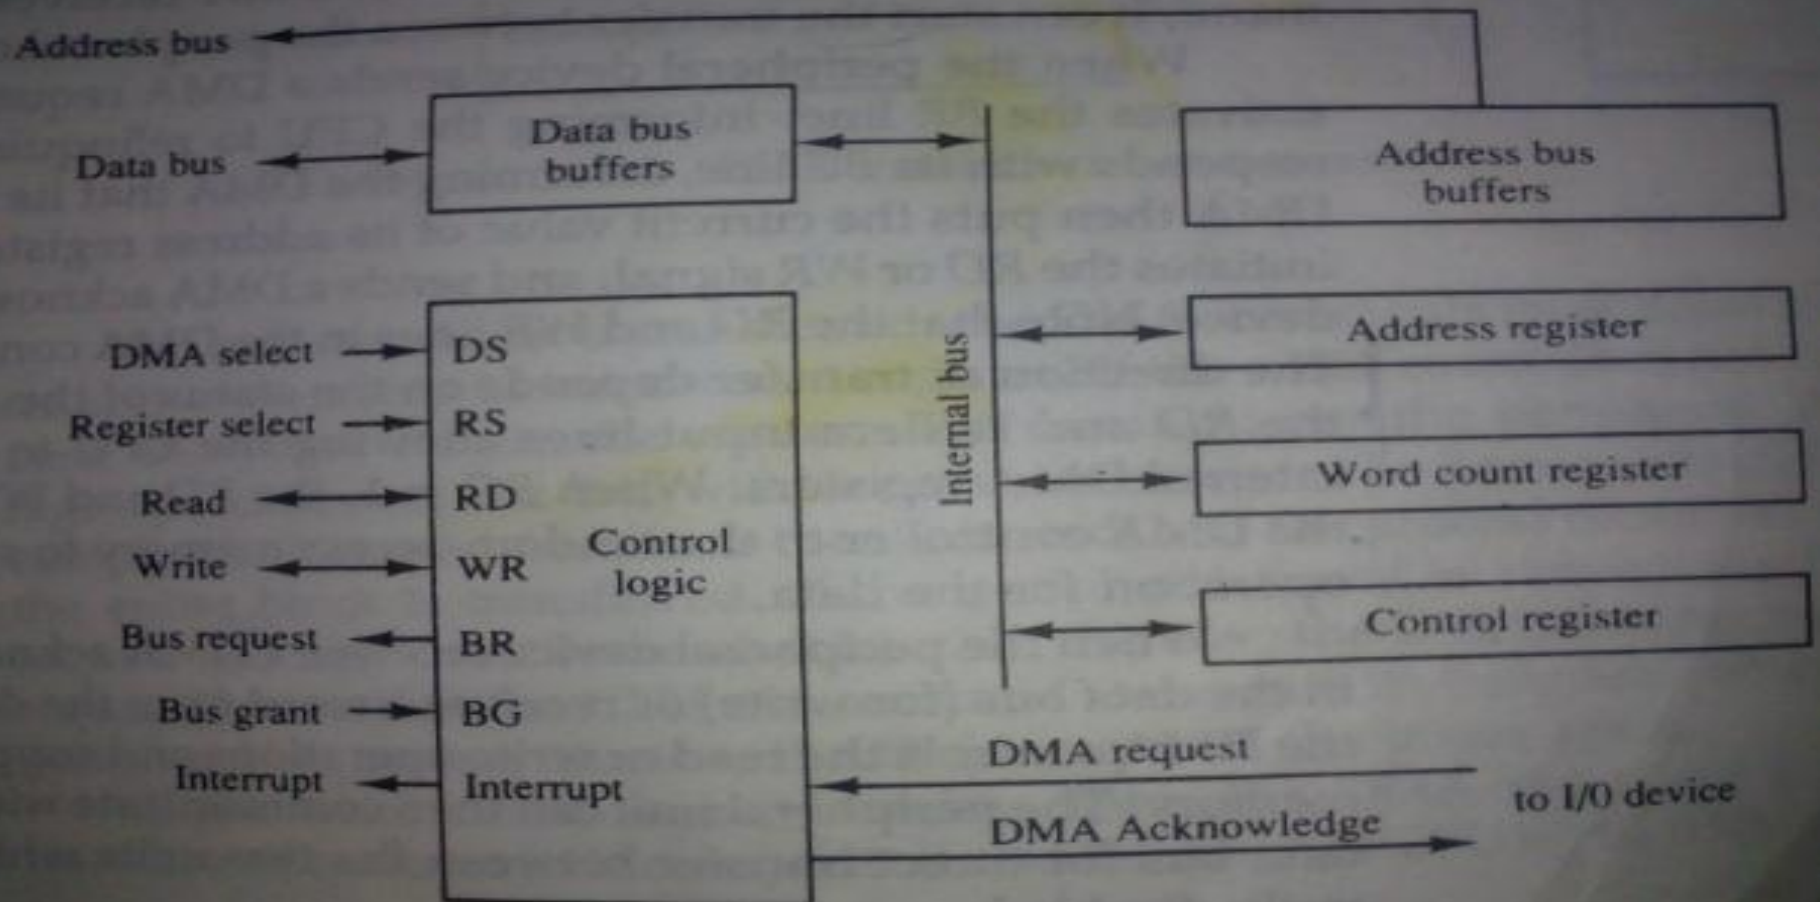 Address bus
Data bus
Data bus
buffers
Address bus
buffers
Internal bus
Address register
Word count register
Control register
DMA select
DS
Register select
RS
Read
RD
Write
WR
Control
logic
Bus request
BR
Bus grant
BG
Interrupt
Interrupt
DMA request
DMA Acknowledge
to I/O device